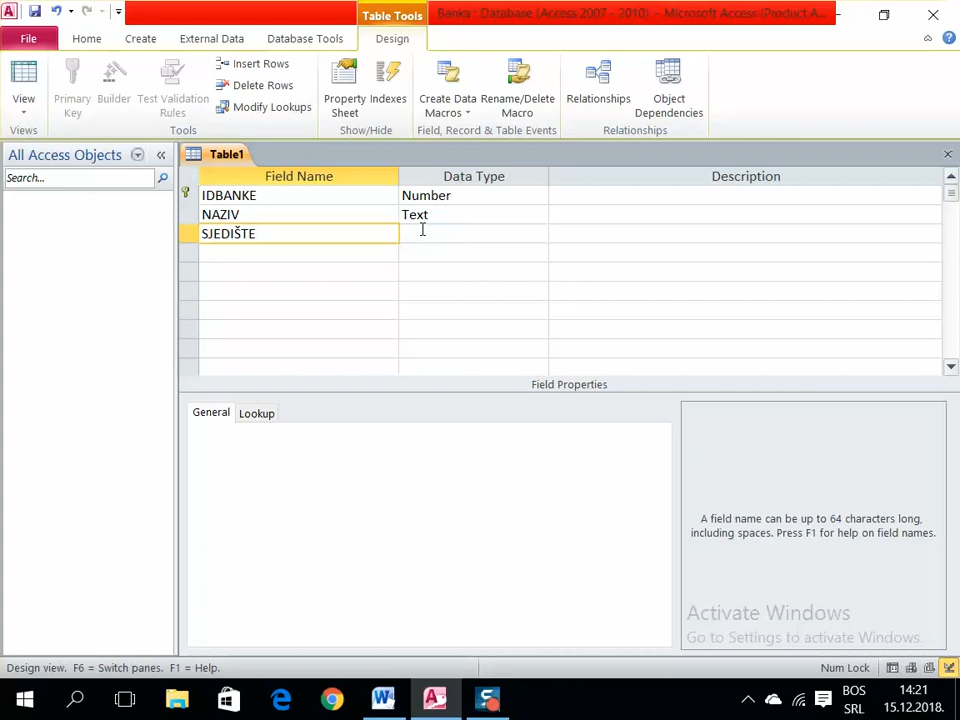 Table Tools
Banka : Database (Access 2007 - 2010) - Microsoft Access (Product A...
File
Home
Create
External Data
Database Tools
Design
View
Primary Key
Builder
Test Validation Rules
Insert Rows
Delete Rows
Modify Lookups
Property Sheet
Indexes
Create Data Macros
Rename/Delete Macro
Relationships
Object Dependencies
Views
Tools
Show/Hide
Field, Record & Table Events
Relationships
All Access Objects
Search...
Table1
Field Name Data Type Description
IDBANKE Number
NAZIV Text
SJEDIŠTE
Field Properties
General
Lookup
A field name can be up to 64 characters long,
including spaces. Press F1 for help on field names.
Activate Windows
Go to Settings to activate Windows.
Design view. F6 = Switch panes. F1 = Help.
Num Lock
BOS
SRL
14:21
15.12.2018.